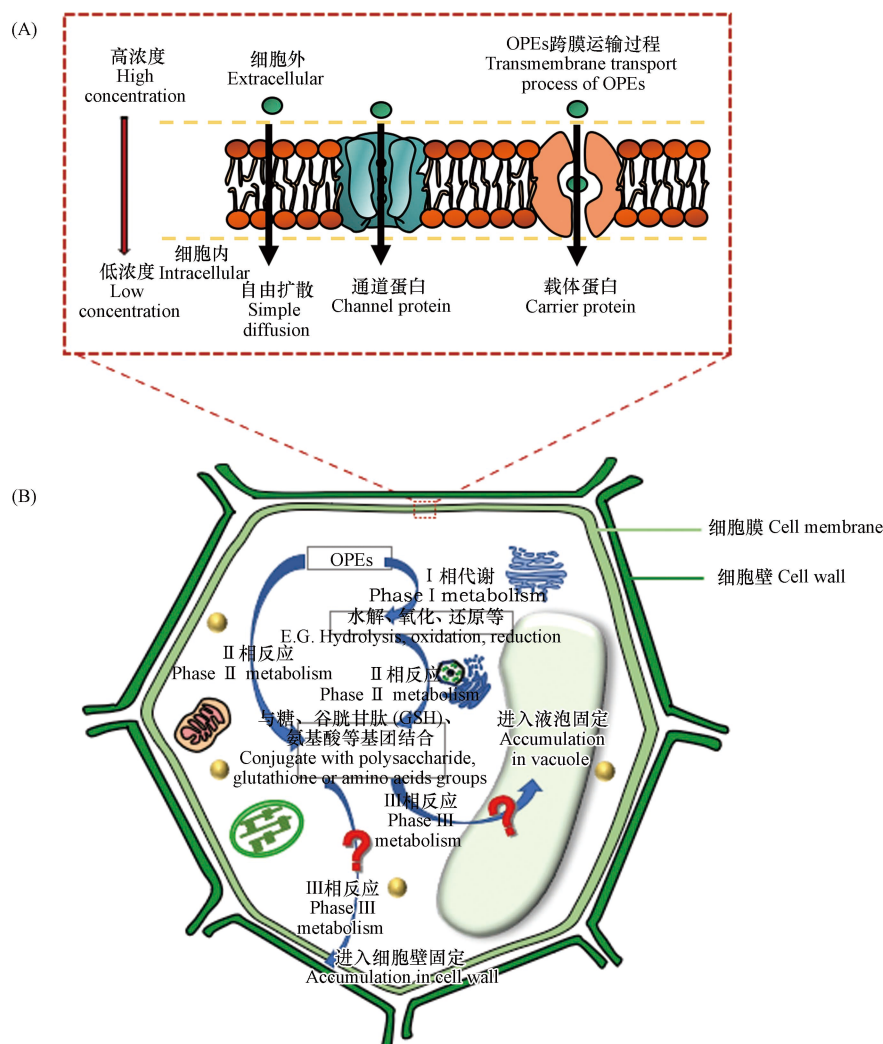 (A)
高浓度
High
concentration
细胞外
Extracellular
OPEs跨膜运输过程
Transmembrane transport
process of OPEs
细胞内
Intracellular
低浓度
Low
concentration
自由扩散
Simple
diffusion
通道蛋白
Channel protein
载体蛋白
Carrier protein
(B)
细胞膜 Cell membrane
细胞壁 Cell wall
OPEs
Ⅰ相代谢
Phase Ⅰ metabolism
水解、氧化、还原等
E.G. Hydrolysis, oxidation, reduction
Ⅱ相反应
Phase Ⅱ metabolism
Ⅱ相反应
Phase Ⅱ metabolism
与糖、谷胱甘肽 (GSH)、
氨基酸等基团结合
Conjugate with polysaccharide,
glutathione or amino acids groups
进入液泡固定
Accumulation
in vacuole
Ⅲ相反应
Phase Ⅲ
metabolism
?
?
Ⅲ相反应
Phase Ⅲ
metabolism
进入细胞壁固定
Accumulation in cell wall